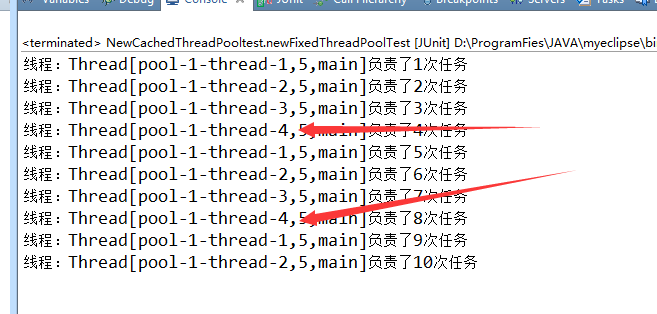 Debug Console JUnit Call Hierarchy Breakpoints Servers Tasks
<terminated> NewCachedThreadPooltest.newFixedThreadPoolTest [JUnit] D:\ProgramFies\JAVA\myeclipse\bi
线程：Thread[pool-1-thread-1,5,main]负责了1次任务
线程：Thread[pool-1-thread-2,5,main]负责了2次任务
线程：Thread[pool-1-thread-3,5,main]负责了3次任务
线程：Thread[pool-1-thread-4,5,main]负责了4次任务
线程：Thread[pool-1-thread-1,5,main]负责了5次任务
线程：Thread[pool-1-thread-2,5,main]负责了6次任务
线程：Thread[pool-1-thread-3,5,main]负责了7次任务
线程：Thread[pool-1-thread-4,5,main]负责了8次任务
线程：Thread[pool-1-thread-1,5,main]负责了9次任务
线程：Thread[pool-1-thread-2,5,main]负责了10次任务